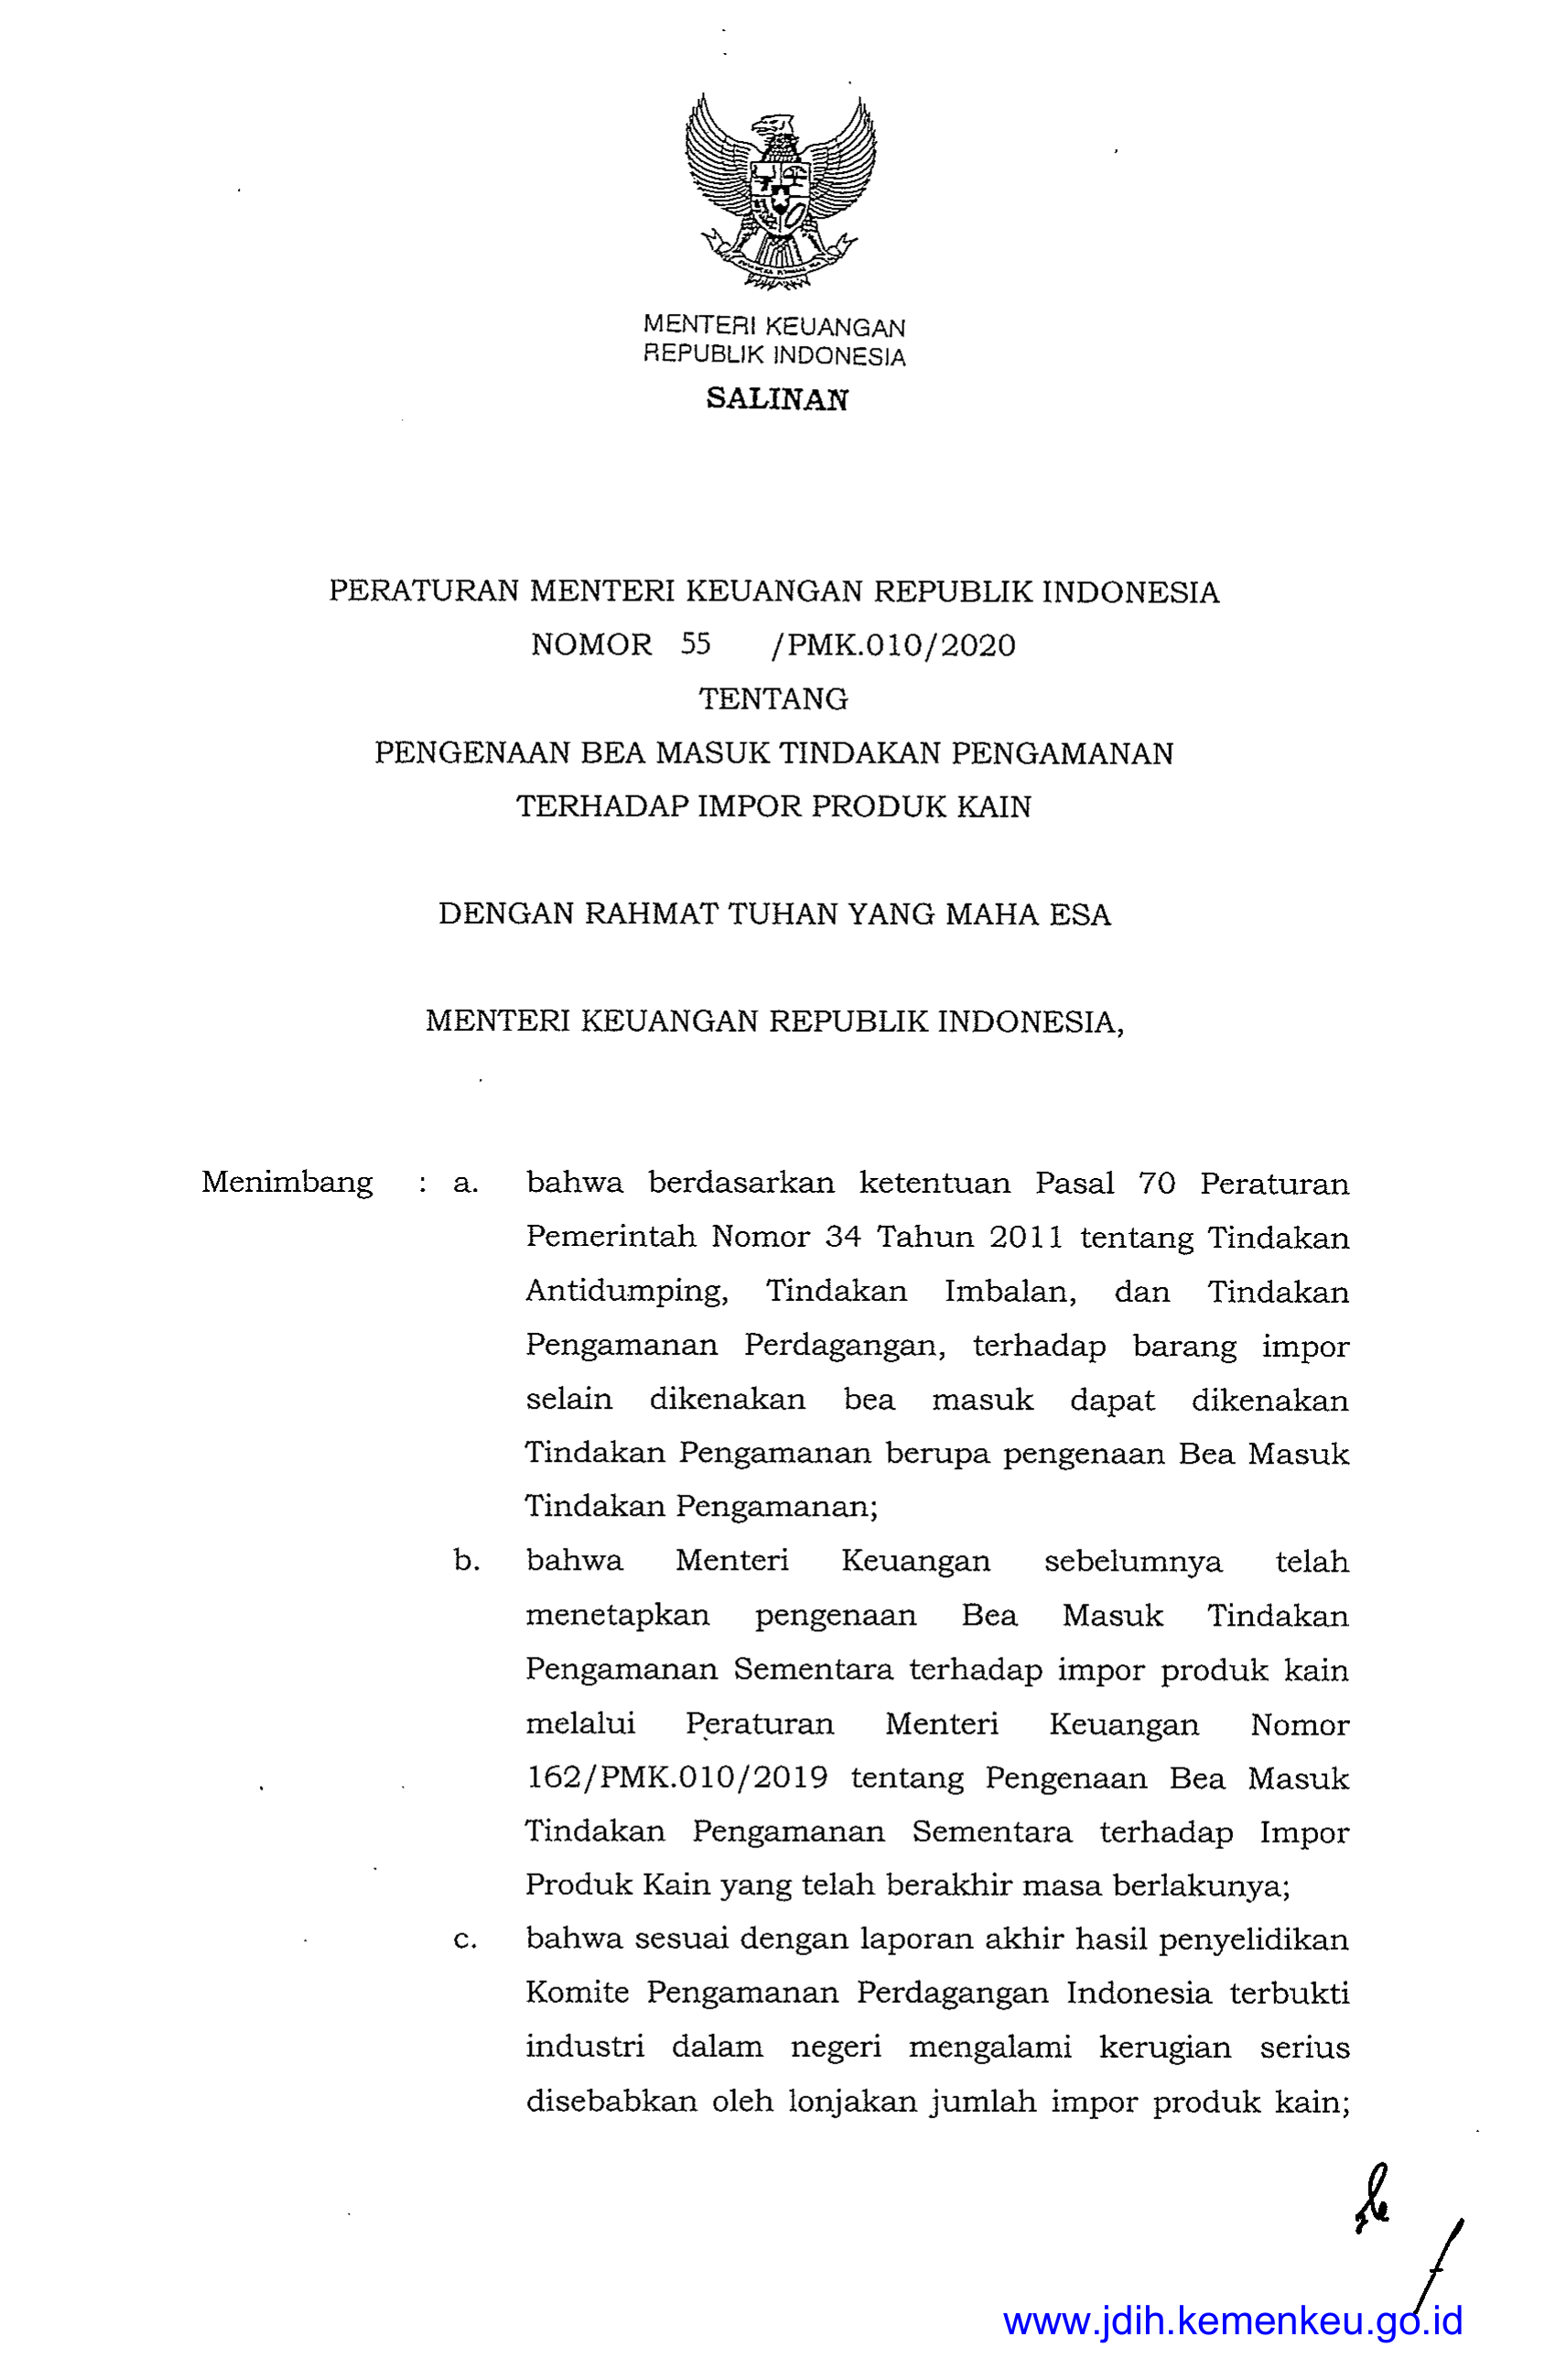 MENTERI KEUANGAN
REPUBLIK INDONESIA
SALINAN
PERATURAN MENTERI KEUANGAN REPUBLIK INDONESIA
NOMOR 55 /PMK.010/2020
TENTANG
PENGENAAN BEA MASUK TINDAKAN PENGAMANAN
TERHADAP IMPOR PRODUK KAIN
DENGAN RAHMAT TUHAN YANG MAHA ESA
MENTERI KEUANGAN REPUBLIK INDONESIA,
Menimbang : a. bahwa berdasarkan ketentuan Pasal 70 Peraturan
Pemerintah Nomor 34 Tahun 2011 tentang Tindakan
Antidumping, Tindakan Imbalan, dan Tindakan
Pengamanan Perdagangan, terhadap barang impor
selain dikenakan bea masuk dapat dikenakan
Tindakan Pengamanan berupa pengenaan Bea Masuk
Tindakan Pengamanan;
b. bahwa Menteri Keuangan sebelumnya telah
menetapkan pengenaan Bea Masuk Tindakan
Pengamanan Sementara terhadap impor produk kain
melalui Peraturan Menteri Keuangan Nomor
162/PMK.010/2019 tentang Pengenaan Bea Masuk
Tindakan Pengamanan Sementara terhadap Impor
Produk Kain yang telah berakhir masa berlakunya;
c. bahwa sesuai dengan laporan akhir hasil penyelidikan
Komite Pengamanan Perdagangan Indonesia terbukti
industri dalam negeri mengalami kerugian serius
disebabkan oleh lonjakan jumlah impor produk kain;
www.jdih.kemenkeu.go.id